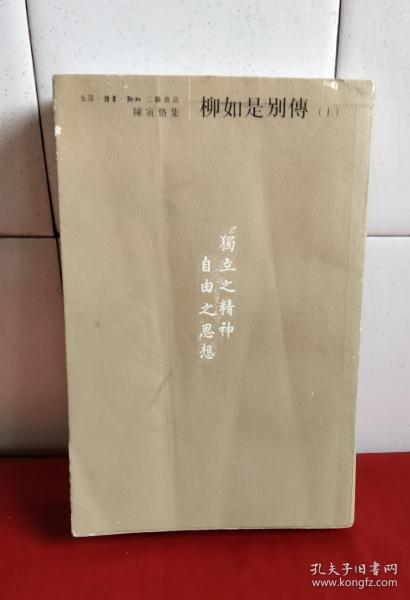 生活·讀書·新知 三聯書店
陳寅恪集
柳如是别傳（上）
獨立之精神
自由之思想
孔夫子旧书网
www.kongfz.com